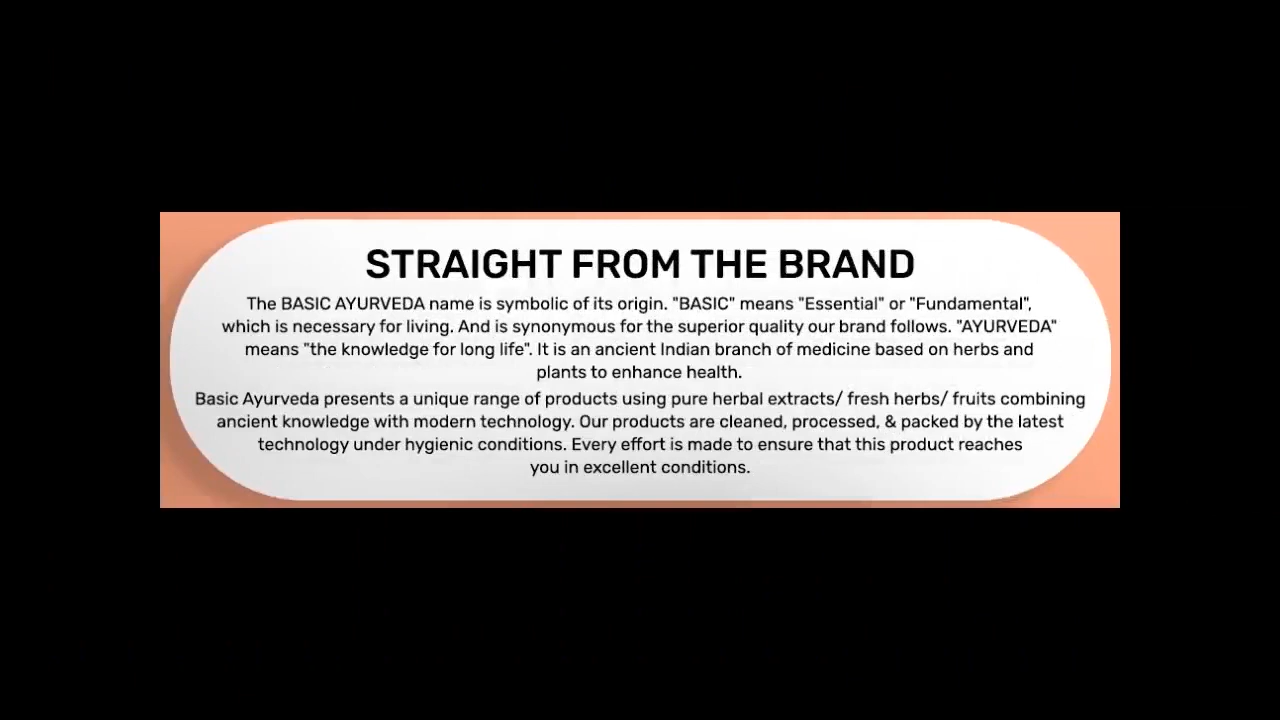 STRAIGHT FROM THE BRAND
The BASIC AYURVEDA name is symbolic of its origin. "BASIC" means "Essential" or "Fundamental",
which is necessary for living. And is synonymous for the superior quality our brand follows. "AYURVEDA"
means "the knowledge for long life". It is an ancient Indian branch of medicine based on herbs and
plants to enhance health.
Basic Ayurveda presents a unique range of products using pure herbal extracts/ fresh herbs/ fruits combining
ancient knowledge with modern technology. Our products are cleaned, processed, & packed by the latest
technology under hygienic conditions. Every effort is made to ensure that this product reaches
you in excellent conditions.